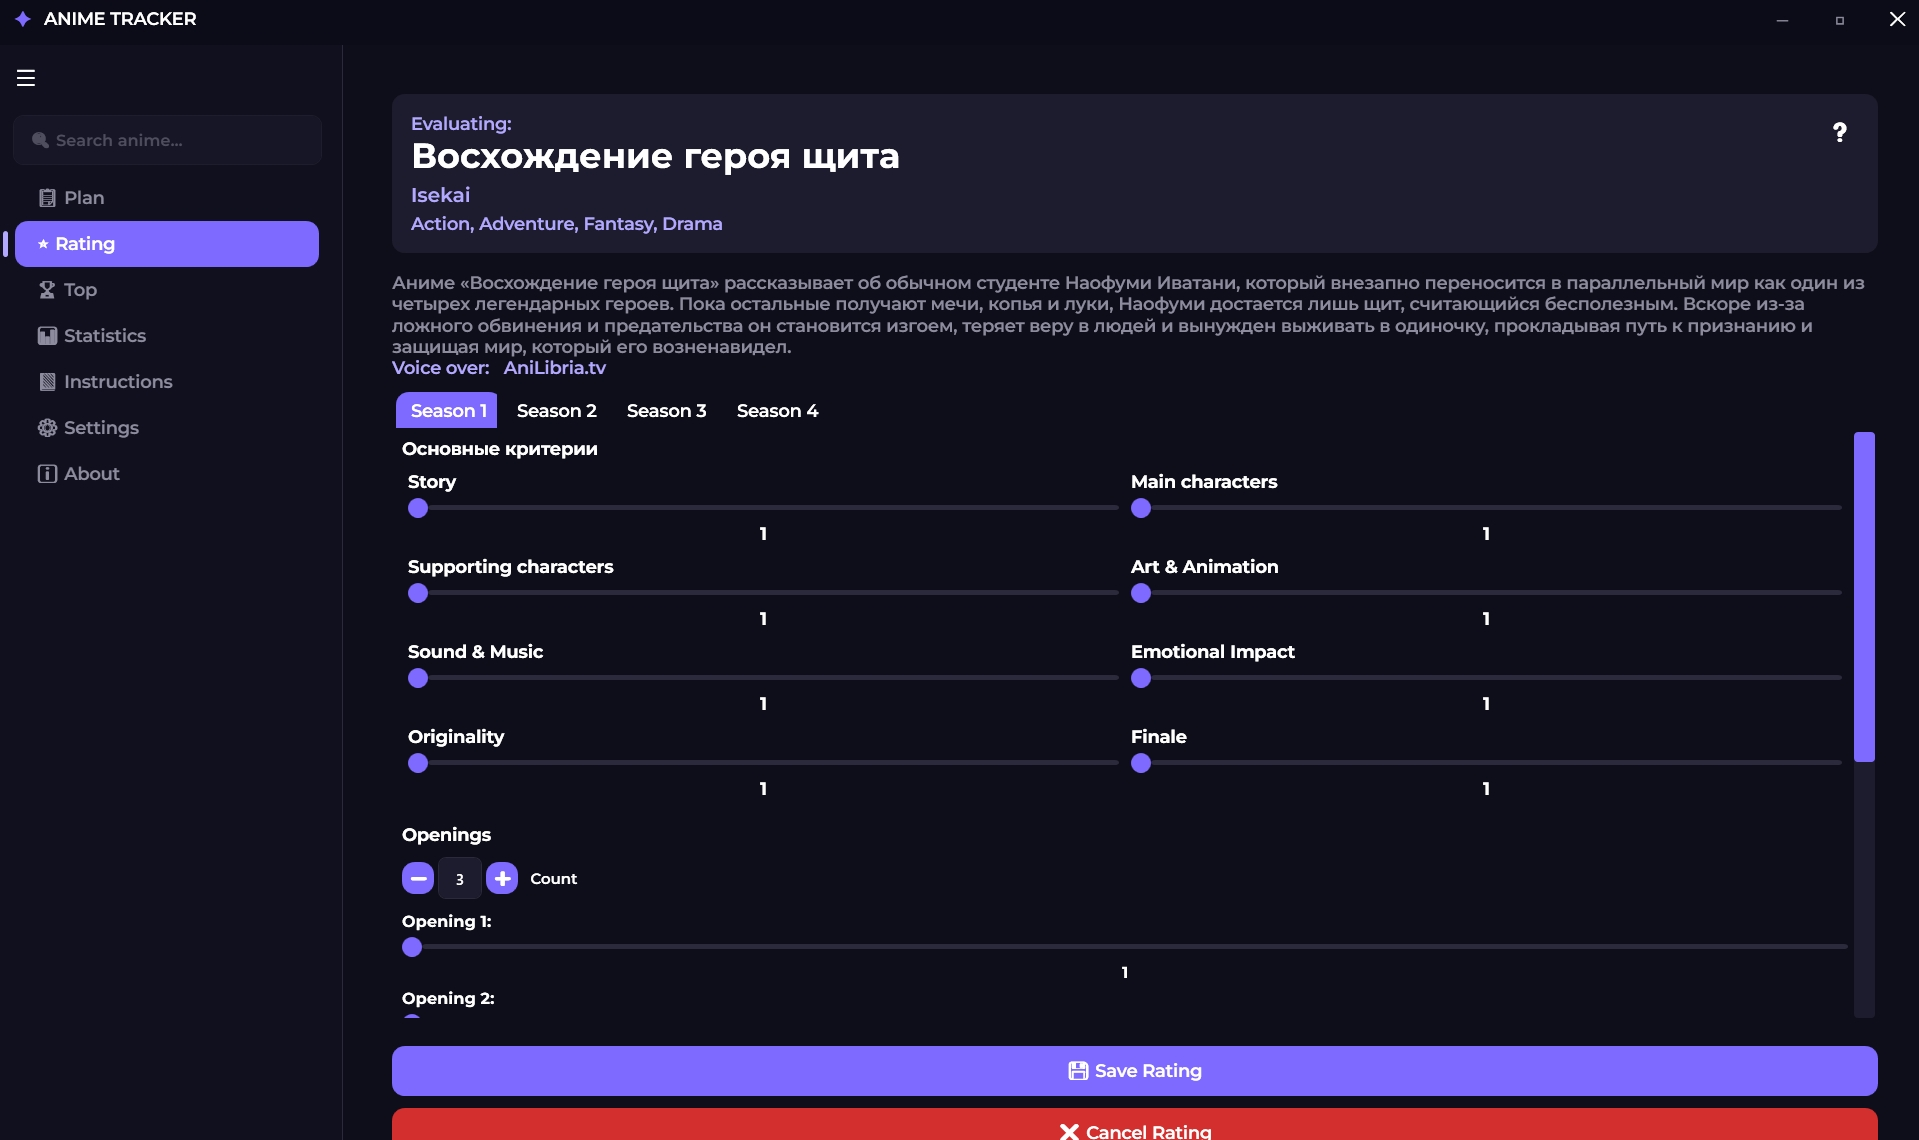 ANIME TRACKER
Search anime...
Plan
Rating
Top
Statistics
Instructions
Settings
About
Evaluating:
Восхождение героя щита
?
Isekai
Action, Adventure, Fantasy, Drama
Аниме «Восхождение героя щита» рассказывает об обычном студенте Наофуми Иватани, который внезапно переносится в параллельный мир как один из
четырех легендарных героев. Пока остальные получают мечи, копья и луки, Наофуми достается лишь щит, считающийся бесполезным. Вскоре из-за
ложного обвинения и предательства он становится изгоем, теряет веру в людей и вынужден выживать в одиночку, прокладывая путь к признанию и
защищая мир, который его возненавидел.
Voice over: AniLibria.tv
Season 1 Season 2 Season 3 Season 4
Основные критерии
Story Main characters
1 1
Supporting characters Art & Animation
1 1
Sound & Music Emotional Impact
1 1
Originality Finale
1 1
Openings
3 Count
Opening 1:
1
Opening 2:
Save Rating
Cancel Rating